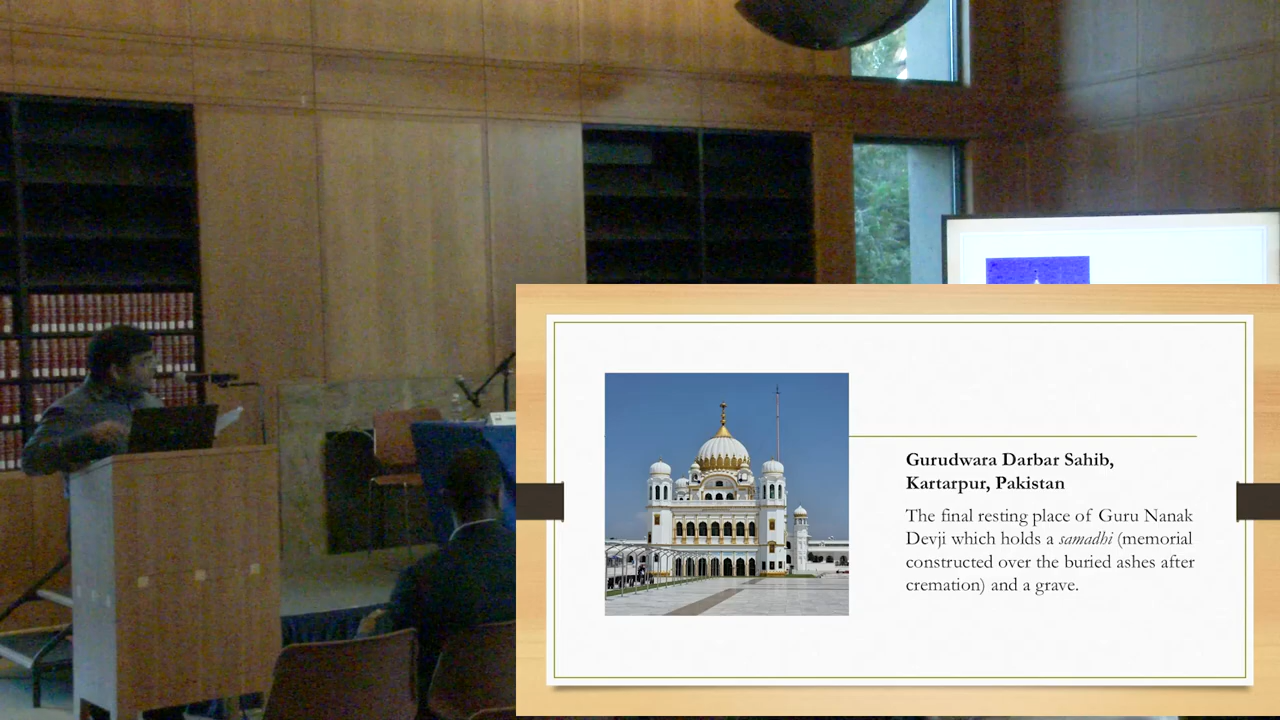 Gurudwara Darbar Sahib,
Kartarpur, Pakistan
The final resting place of Guru Nanak
Devji which holds a samadhi (memorial
constructed over the buried ashes after
cremation) and a grave.